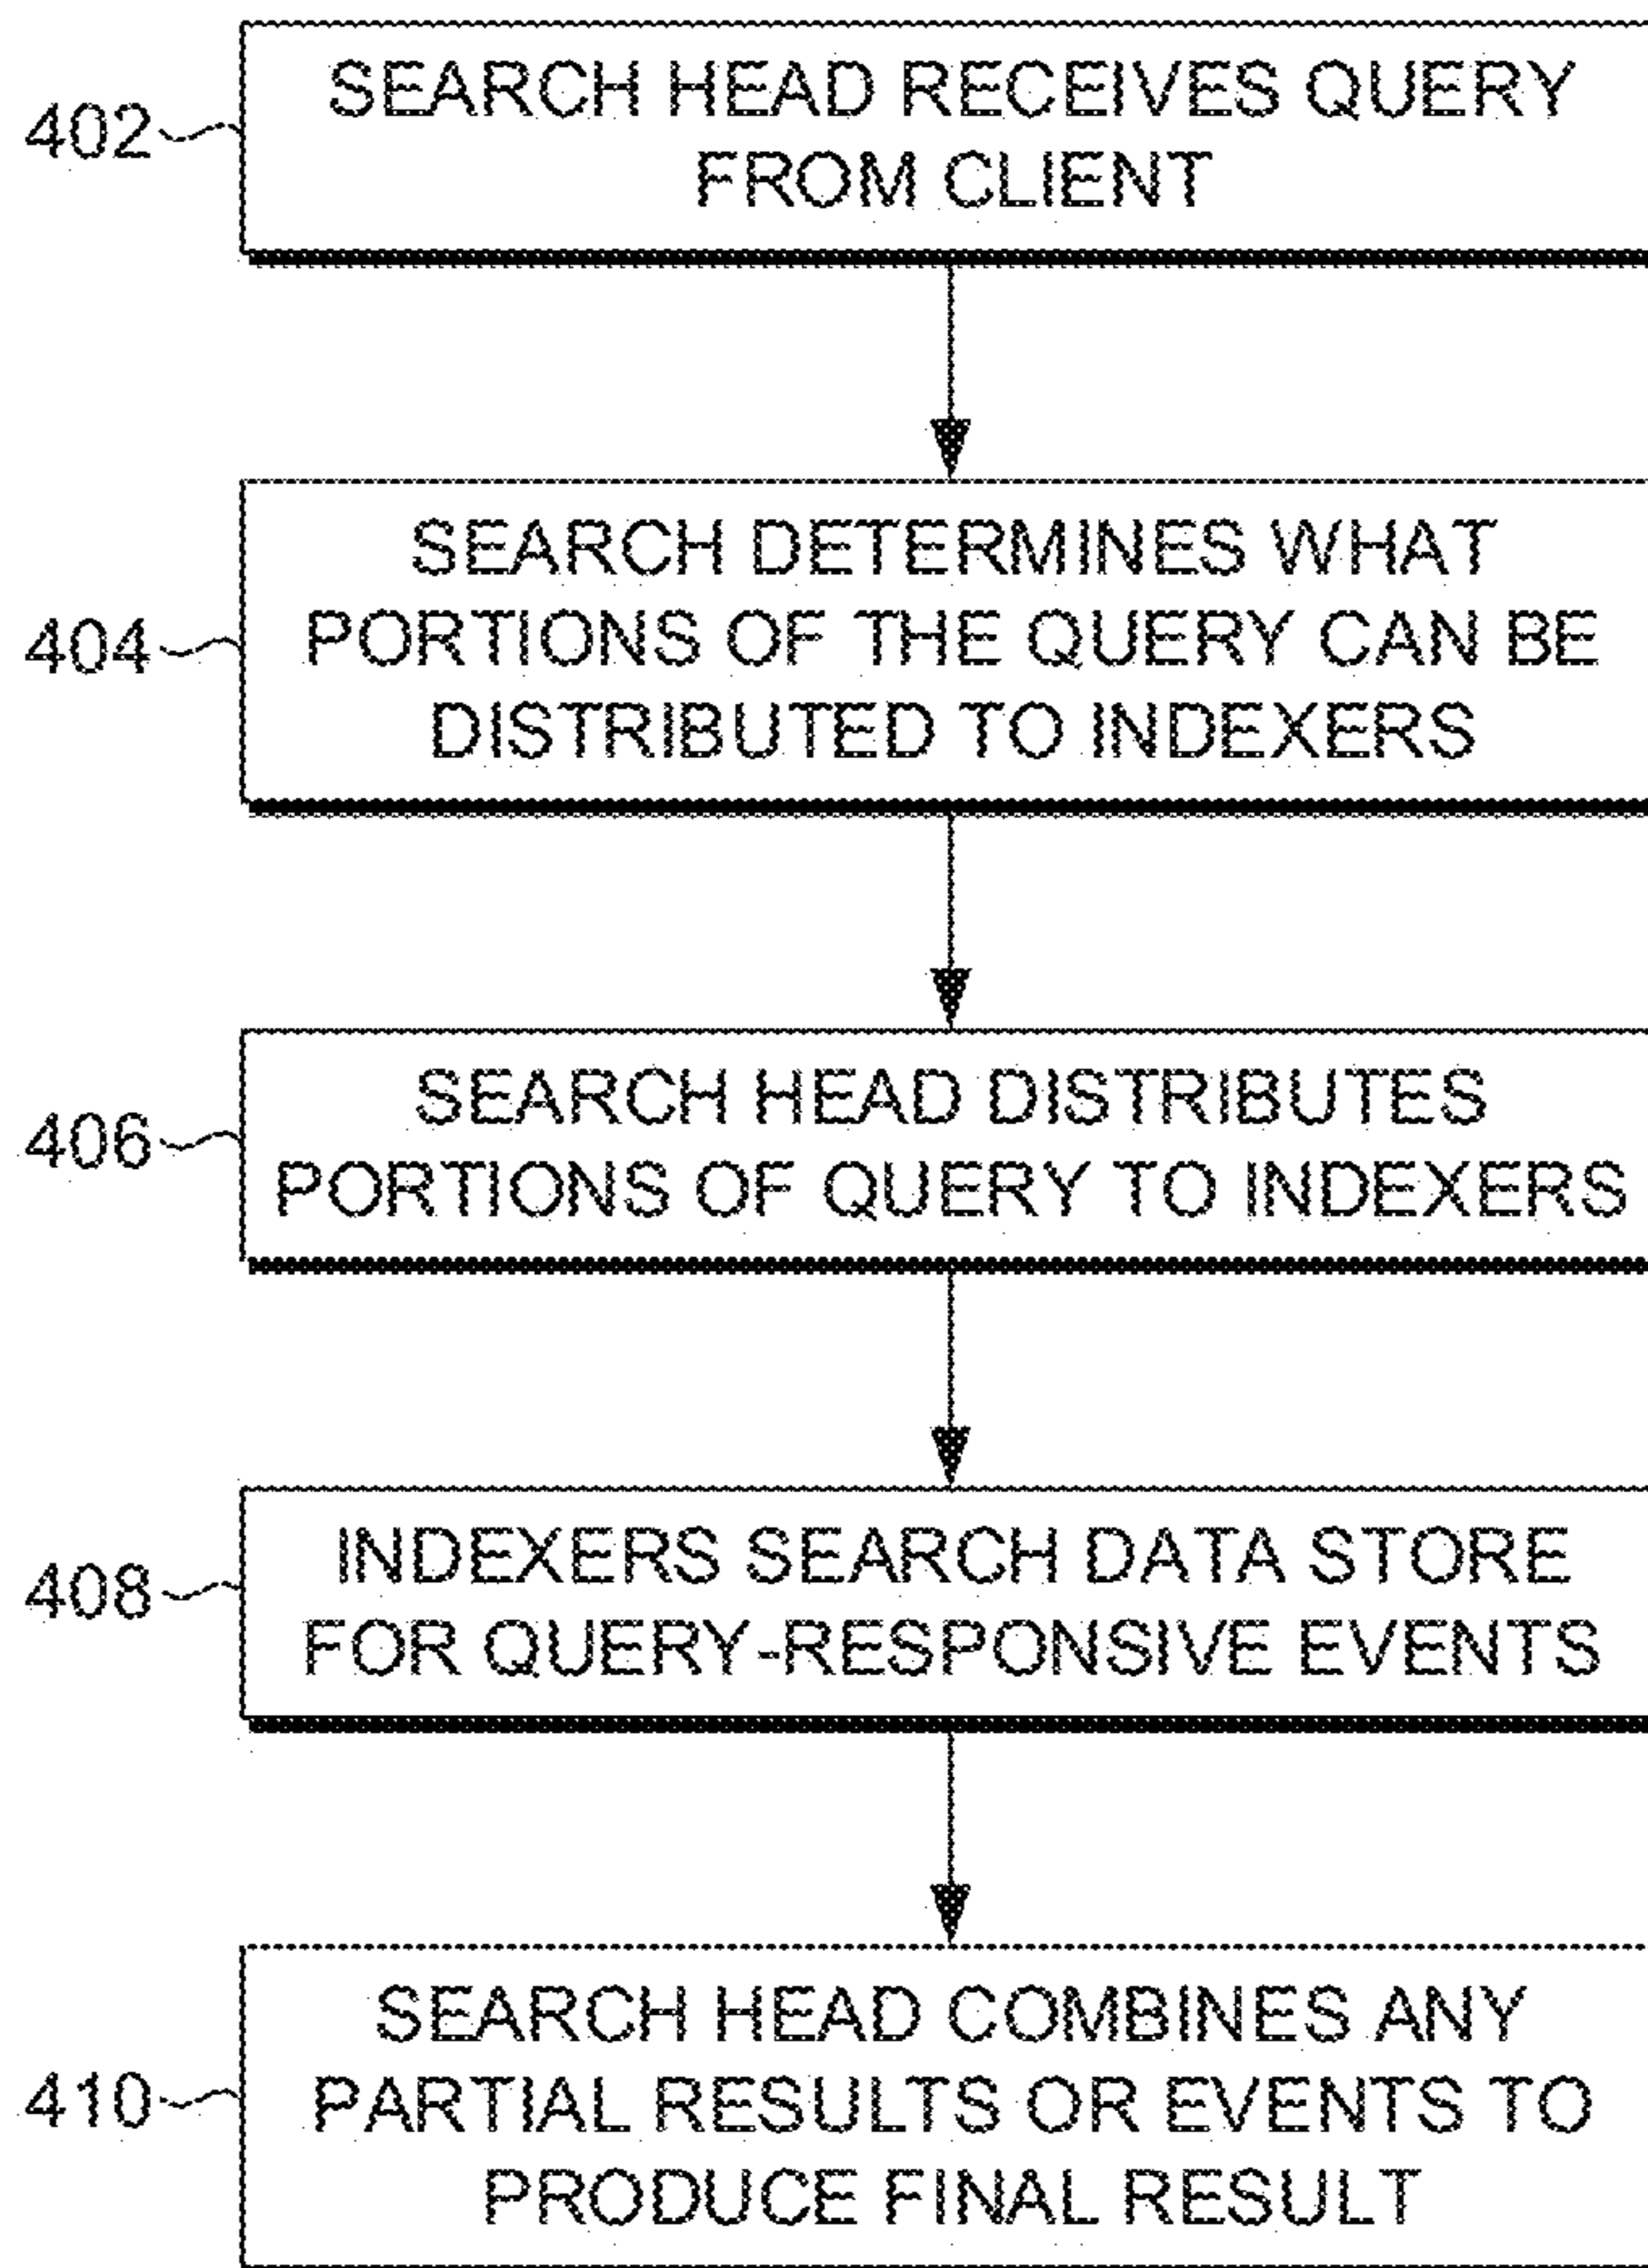 402
SEARCH HEAD RECEIVES QUERY
FROM CLIENT
404
SEARCH DETERMINES WHAT
PORTIONS OF THE QUERY CAN BE
DISTRIBUTED TO INDEXERS
406
SEARCH HEAD DISTRIBUTES
PORTIONS OF QUERY TO INDEXERS
408
INDEXERS SEARCH DATA STORE
FOR QUERY-RESPONSIVE EVENTS
410
SEARCH HEAD COMBINES ANY
PARTIAL RESULTS OR EVENTS TO
PRODUCE FINAL RESULT